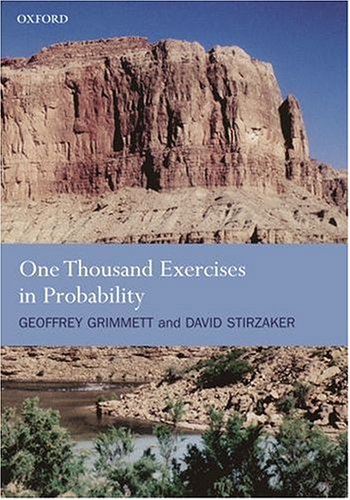 OXFORD
One Thousand Exercises
in Probability
GEOFFREY GRIMMETT and DAVID STIRZAKER